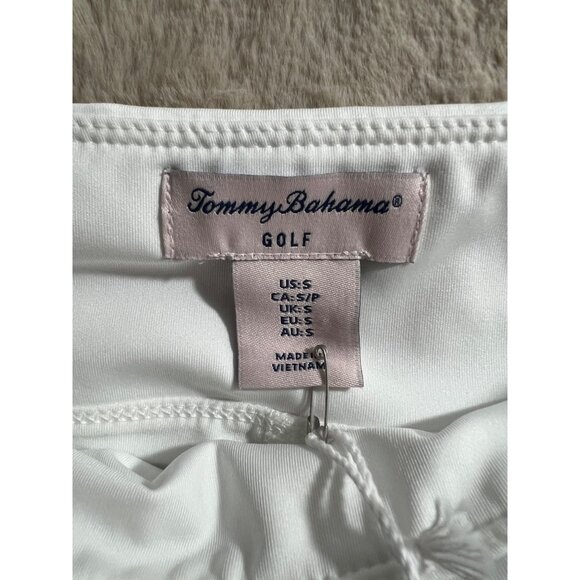 Tommy Bahama®
GOLF
US:S
CA:S/P
UK:S
EU:S
AU:S
MADE IN
VIETNAM